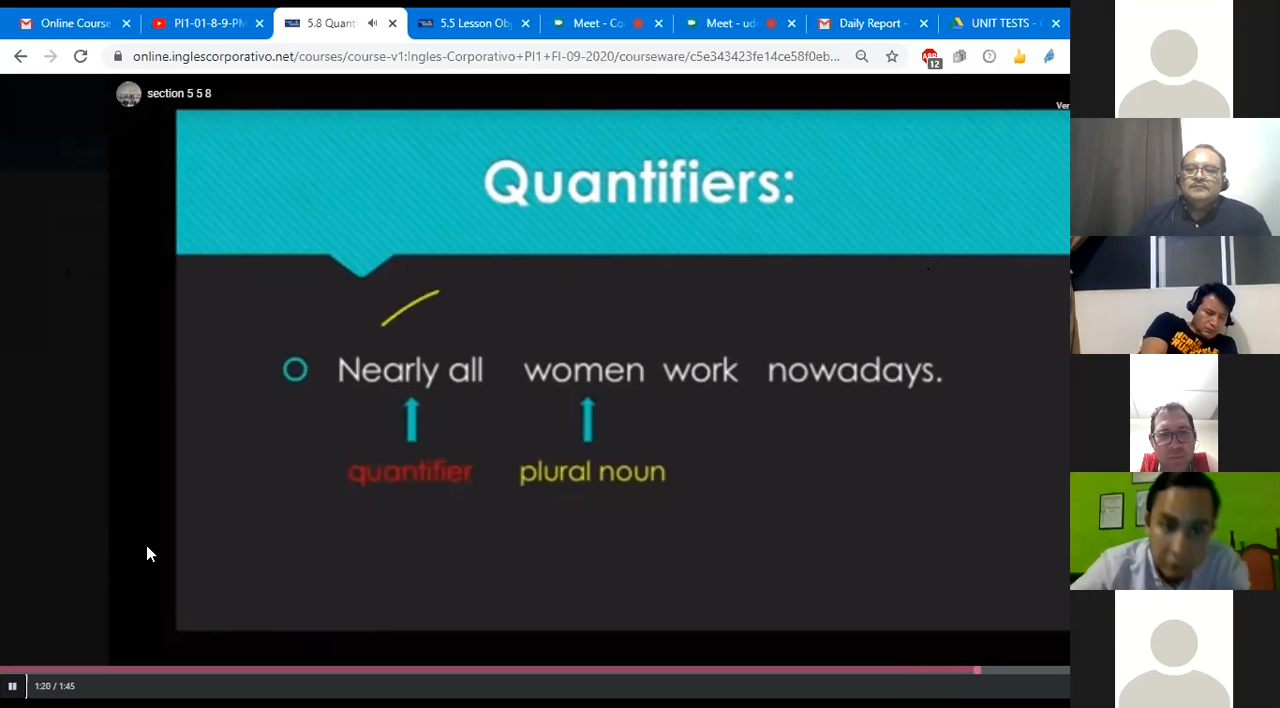 Online Course
PI1-01-8-9-PM
5.8 Quant
5.5 Lesson Obj
Meet - Co
Meet - ud
Daily Report -
UNIT TESTS -
online.inglescorporativo.net/courses/course-v1:Ingles-Corporativo+PI1+FI-09-2020/courseware/c5e343423fe14ce58f0eb...
12
section 5 5 8
Ver
Quantifiers:
Nearly all women work nowadays.
quantifier plural noun
1:20 / 1:45